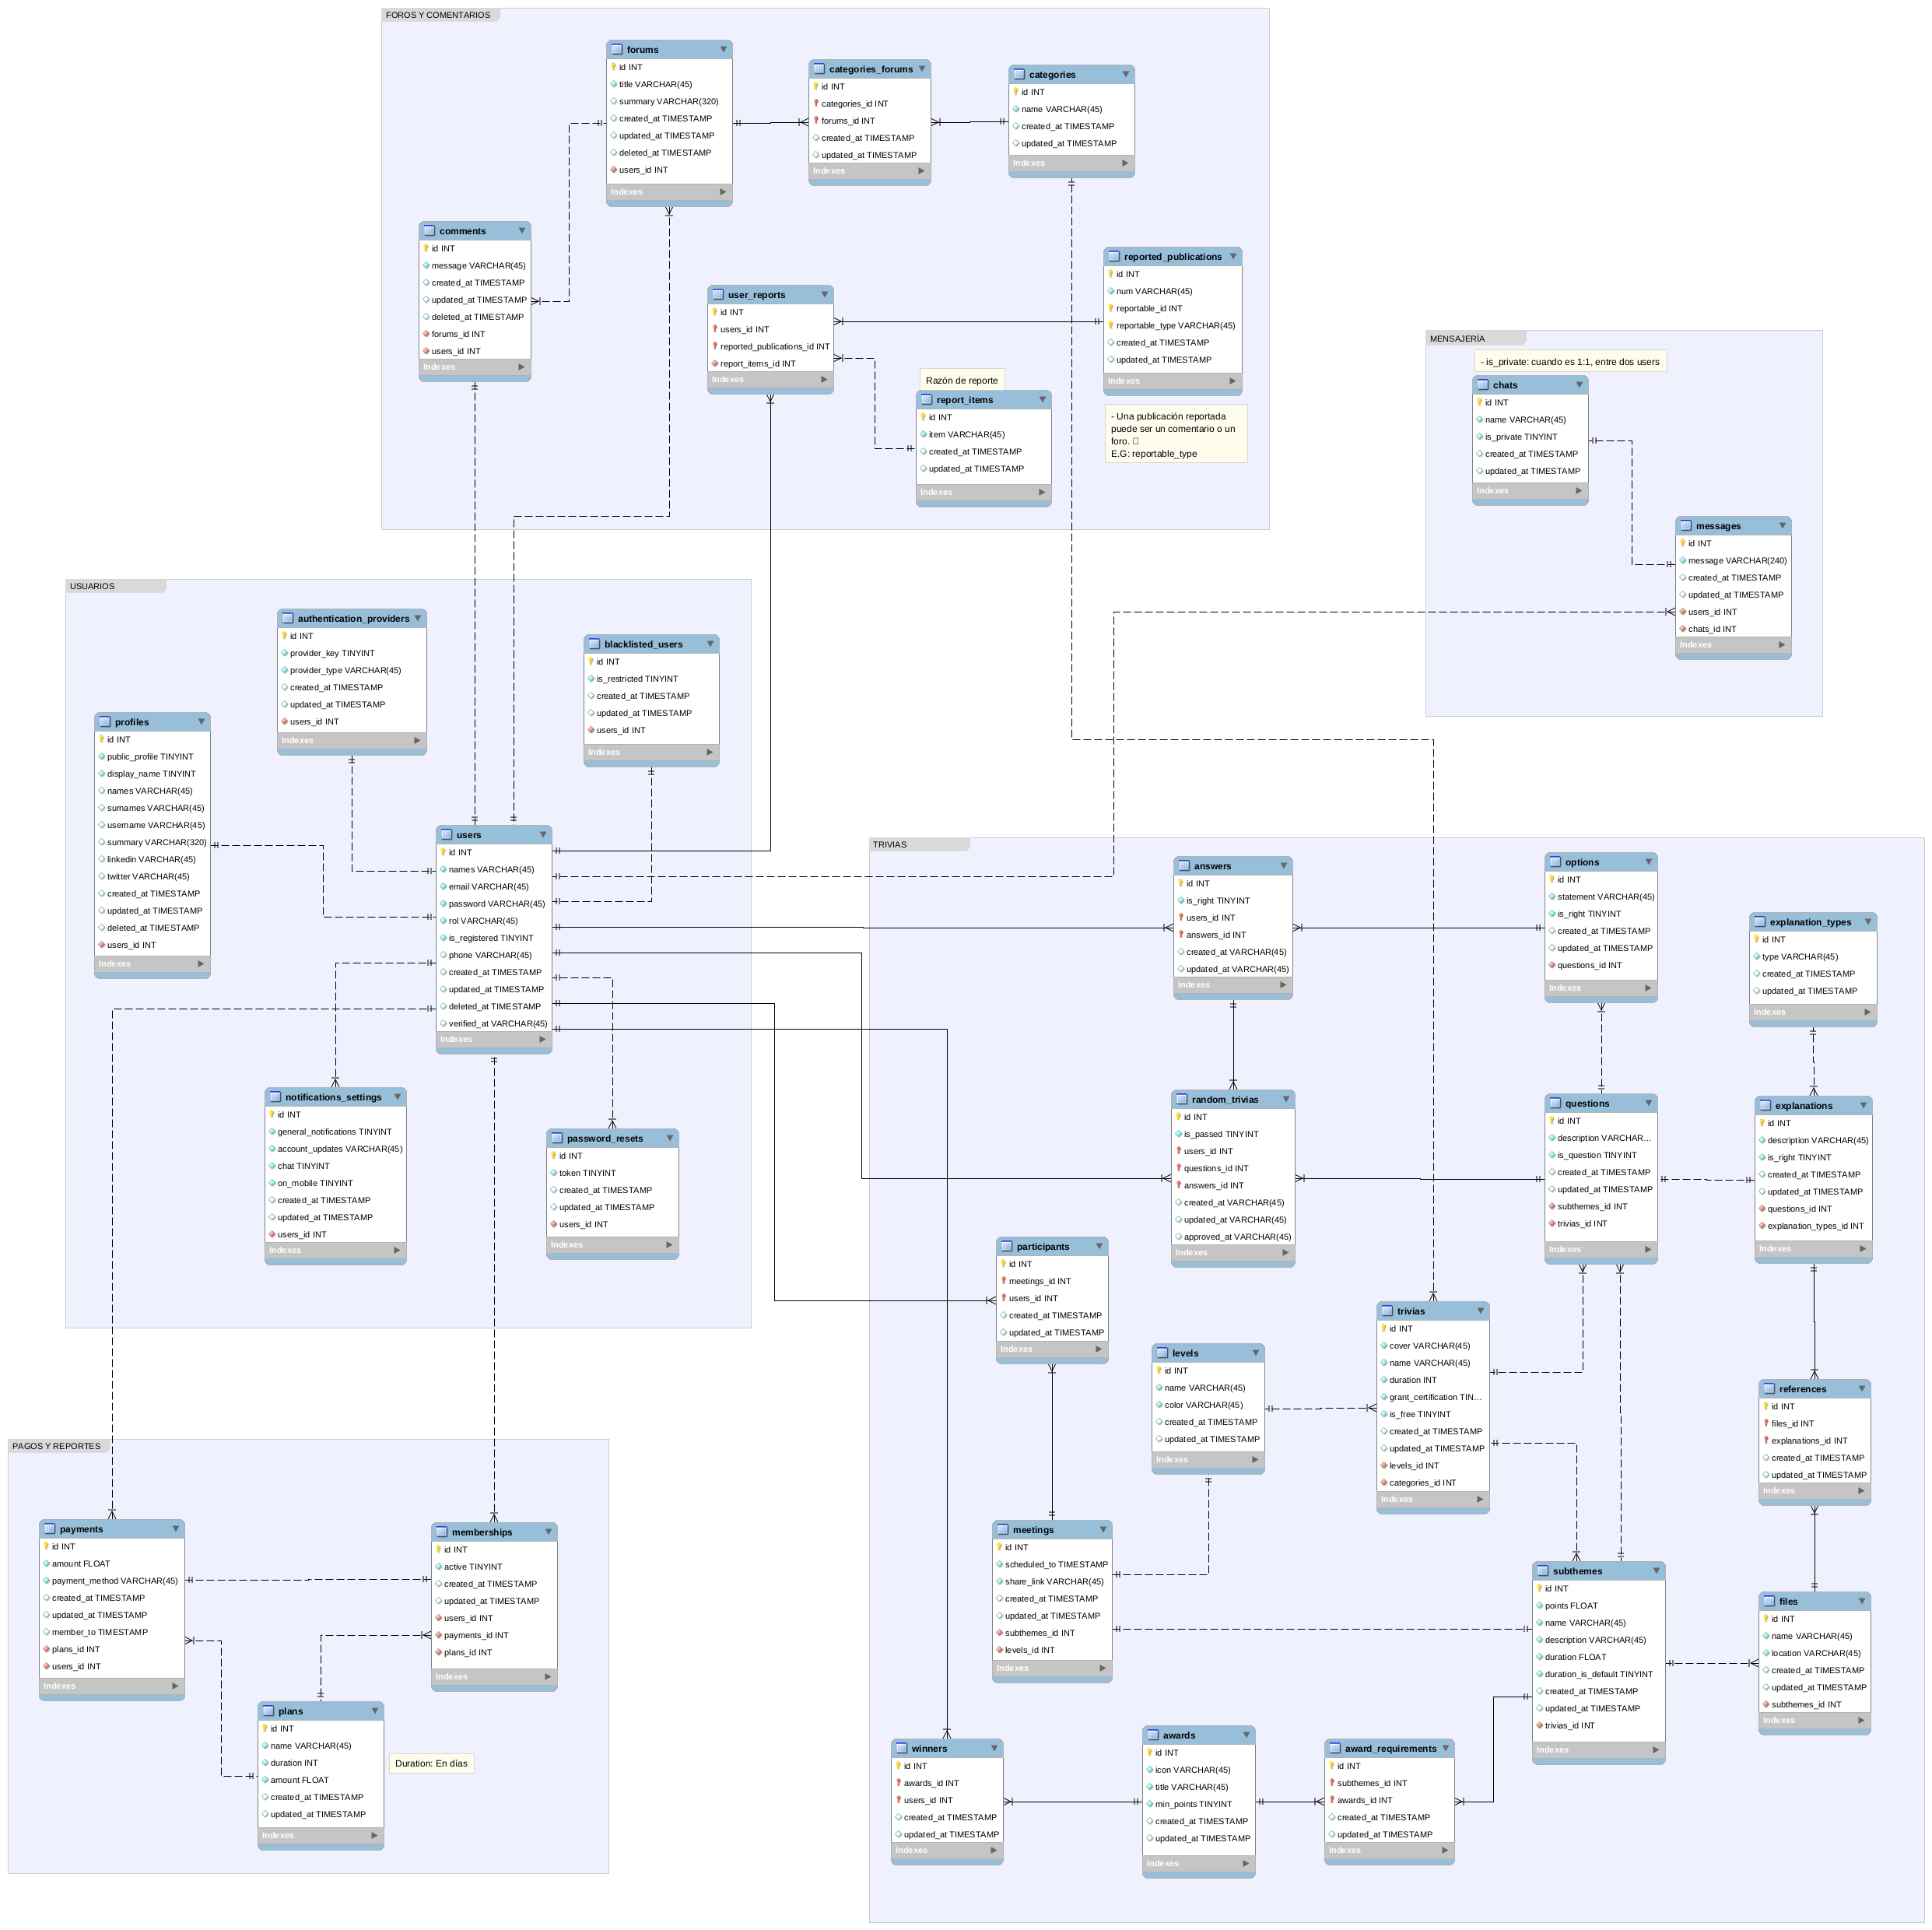 FOROS Y COMENTARIOS
forums
id INT
title VARCHAR(45)
summary VARCHAR(320)
created_at TIMESTAMP
updated_at TIMESTAMP
deleted_at TIMESTAMP
users_id INT
Indexes
categories_forums
id INT
categories_id INT
forums_id INT
created_at TIMESTAMP
updated_at TIMESTAMP
Indexes
categories
id INT
name VARCHAR(45)
created_at TIMESTAMP
updated_at TIMESTAMP
Indexes
comments
id INT
message VARCHAR(45)
created_at TIMESTAMP
updated_at TIMESTAMP
deleted_at TIMESTAMP
forums_id INT
users_id INT
Indexes
user_reports
id INT
users_id INT
reported_publications_id INT
report_items_id INT
Indexes
reported_publications
id INT
num VARCHAR(45)
reportable_id INT
reportable_type VARCHAR(45)
created_at TIMESTAMP
updated_at TIMESTAMP
Indexes
Razón de reporte
report_items
id INT
item VARCHAR(45)
created_at TIMESTAMP
updated_at TIMESTAMP
Indexes
- Una publicación reportada
puede ser un comentario o un
foro.
E.G: reportable_type
MENSAJERÍA
- is_private: cuando es 1:1, entre dos users
chats
id INT
name VARCHAR(45)
is_private TINYINT
created_at TIMESTAMP
updated_at TIMESTAMP
Indexes
messages
id INT
message VARCHAR(240)
created_at TIMESTAMP
updated_at TIMESTAMP
users_id INT
chats_id INT
Indexes
USUARIOS
authentication_providers
id INT
provider_key TINYINT
provider_type VARCHAR(45)
created_at TIMESTAMP
updated_at TIMESTAMP
users_id INT
Indexes
blacklisted_users
id INT
is_restricted TINYINT
created_at TIMESTAMP
updated_at TIMESTAMP
users_id INT
Indexes
profiles
id INT
public_profile TINYINT
display_name TINYINT
names VARCHAR(45)
surnames VARCHAR(45)
username VARCHAR(45)
summary VARCHAR(320)
linkedin VARCHAR(45)
twitter VARCHAR(45)
created_at TIMESTAMP
updated_at TIMESTAMP
deleted_at TIMESTAMP
users_id INT
Indexes
users
id INT
names VARCHAR(45)
email VARCHAR(45)
password VARCHAR(45)
rol VARCHAR(45)
is_registered TINYINT
phone VARCHAR(45)
created_at TIMESTAMP
updated_at TIMESTAMP
deleted_at TIMESTAMP
verified_at VARCHAR(45)
Indexes
notifications_settings
id INT
general_notifications TINYINT
account_updates VARCHAR(45)
chat TINYINT
on_mobile TINYINT
created_at TIMESTAMP
updated_at TIMESTAMP
users_id INT
Indexes
password_resets
id INT
token TINYINT
created_at TIMESTAMP
updated_at TIMESTAMP
users_id INT
Indexes
TRIVIAS
answers
id INT
is_right TINYINT
users_id INT
answers_id INT
created_at VARCHAR(45)
updated_at VARCHAR(45)
Indexes
options
id INT
statement VARCHAR(45)
is_right TINYINT
created_at TIMESTAMP
updated_at TIMESTAMP
questions_id INT
Indexes
explanation_types
id INT
type VARCHAR(45)
created_at TIMESTAMP
updated_at TIMESTAMP
Indexes
random_trivias
id INT
is_passed TINYINT
users_id INT
questions_id INT
answers_id INT
created_at VARCHAR(45)
updated_at VARCHAR(45)
approved_at VARCHAR(45)
Indexes
questions
id INT
description VARCHAR...
is_question TINYINT
created_at TIMESTAMP
updated_at TIMESTAMP
subthemes_id INT
trivias_id INT
Indexes
explanations
id INT
description VARCHAR(45)
is_right TINYINT
created_at TIMESTAMP
updated_at TIMESTAMP
questions_id INT
explanation_types_id INT
Indexes
participants
id INT
meetings_id INT
users_id INT
created_at TIMESTAMP
updated_at TIMESTAMP
Indexes
levels
id INT
name VARCHAR(45)
color VARCHAR(45)
created_at TIMESTAMP
updated_at TIMESTAMP
Indexes
trivias
id INT
cover VARCHAR(45)
name VARCHAR(45)
duration INT
grant_certification TIN...
is_free TINYINT
created_at TIMESTAMP
updated_at TIMESTAMP
levels_id INT
categories_id INT
Indexes
references
id INT
files_id INT
explanations_id INT
created_at TIMESTAMP
updated_at TIMESTAMP
Indexes
meetings
id INT
scheduled_to TIMESTAMP
share_link VARCHAR(45)
created_at TIMESTAMP
updated_at TIMESTAMP
subthemes_id INT
levels_id INT
Indexes
subthemes
id INT
points FLOAT
name VARCHAR(45)
description VARCHAR(45)
duration FLOAT
duration_is_default TINYINT
created_at TIMESTAMP
updated_at TIMESTAMP
trivias_id INT
Indexes
files
id INT
name VARCHAR(45)
location VARCHAR(45)
created_at TIMESTAMP
updated_at TIMESTAMP
subthemes_id INT
Indexes
winners
id INT
awards_id INT
users_id INT
created_at TIMESTAMP
updated_at TIMESTAMP
Indexes
awards
id INT
icon VARCHAR(45)
title VARCHAR(45)
min_points TINYINT
created_at TIMESTAMP
updated_at TIMESTAMP
Indexes
award_requirements
id INT
subthemes_id INT
awards_id INT
created_at TIMESTAMP
updated_at TIMESTAMP
Indexes
PAGOS Y REPORTES
payments
id INT
amount FLOAT
payment_method VARCHAR(45)
created_at TIMESTAMP
updated_at TIMESTAMP
member_to TIMESTAMP
plans_id INT
users_id INT
Indexes
memberships
id INT
active TINYINT
created_at TIMESTAMP
updated_at TIMESTAMP
users_id INT
payments_id INT
plans_id INT
Indexes
plans
id INT
name VARCHAR(45)
duration INT
amount FLOAT
created_at TIMESTAMP
updated_at TIMESTAMP
Indexes
Duration: En días